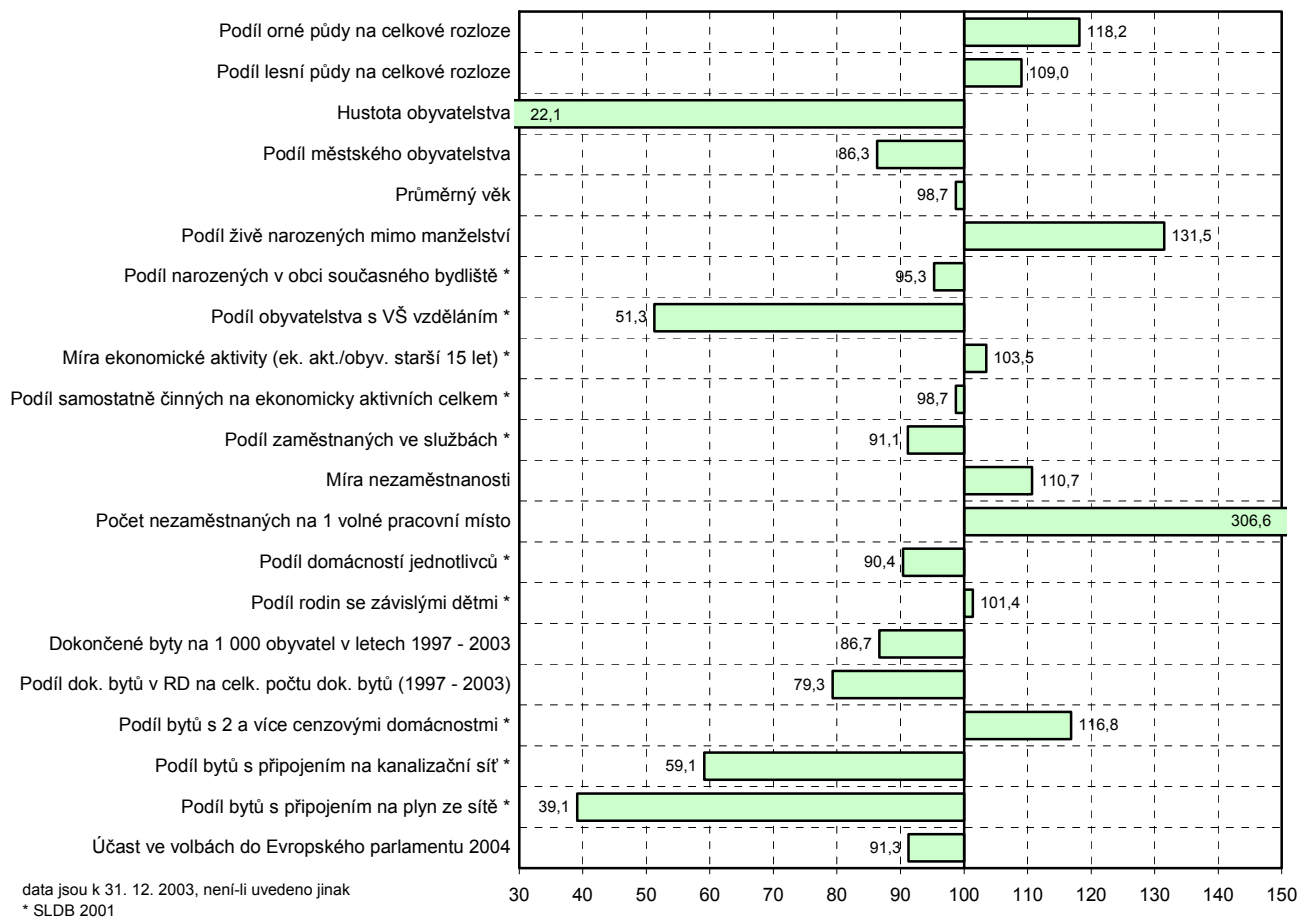 Podíl orné půdy na celkové rozloze 118,2
Podíl lesní půdy na celkové rozloze 109,0
Hustota obyvatelstva 22,1
Podíl městského obyvatelstva 86,3
Průměrný věk 98,7
Podíl živě narozených mimo manželství 131,5
Podíl narozených v obci současného bydliště * 95,3
Podíl obyvatelstva s VŠ vzděláním * 51,3
Míra ekonomické aktivity (ek. akt./obyv. starší 15 let) * 103,5
Podíl samostatně činných na ekonomicky aktivních celkem * 98,7
Podíl zaměstnaných ve službách * 91,1
Míra nezaměstnanosti 110,7
Počet nezaměstnaných na 1 volné pracovní místo 306,6
Podíl domácností jednotlivců * 90,4
Podíl rodin se závislými dětmi * 101,4
Dokončené byty na 1 000 obyvatel v letech 1997 - 2003 86,7
Podíl dok. bytů v RD na celk. počtu dok. bytů (1997 - 2003) 79,3
Podíl bytů s 2 a více cenzovými domácnostmi * 116,8
Podíl bytů s připojením na kanalizační síť * 59,1
Podíl bytů s připojením na plyn ze sítě * 39,1
Účast ve volbách do Evropského parlamentu 2004 91,3
30 40 50 60 70 80 90 100 110 120 130 140 150
data jsou k 31. 12. 2003, není-li uvedeno jinak
* SLDB 2001